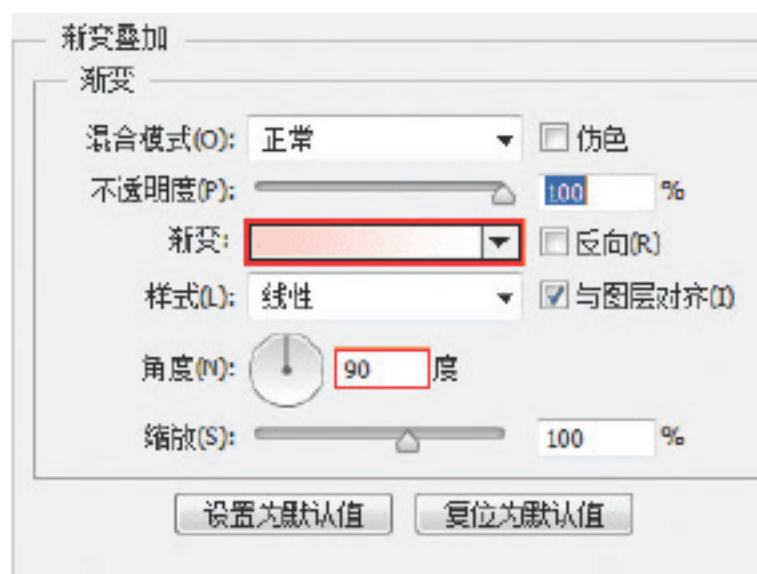 渐变叠加
渐变
混合模式(O): 正常 仿色
不透明度(P): 100 %
渐变: 反向(R)
样式(L): 线性 与图层对齐(I)
角度(N): 90 度
缩放(S): 100 %
设置为默认值 复位为默认值